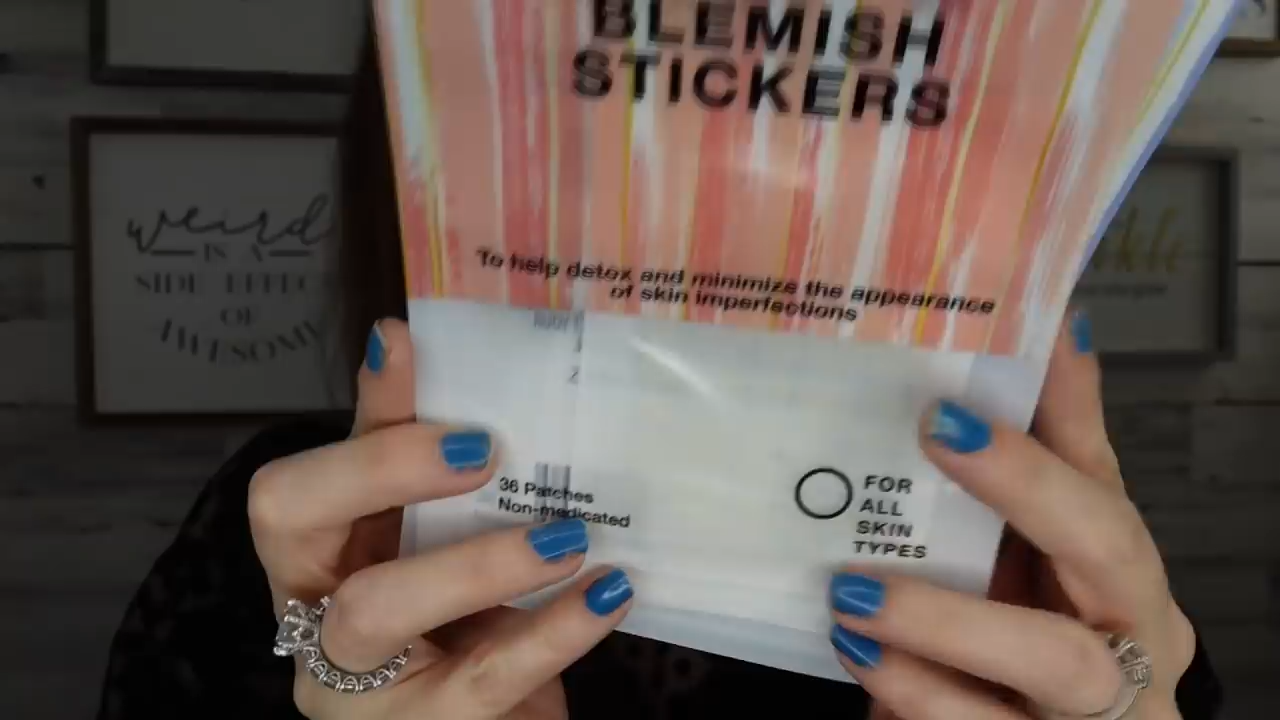 BLEMISH
STICKERS
To help detox and minimize the appearance
of skin imperfections
36 Patches
Non-medicated
FOR
ALL
SKIN
TYPES
weird
IS A
SIDE EFFECT
OF
AWESOME